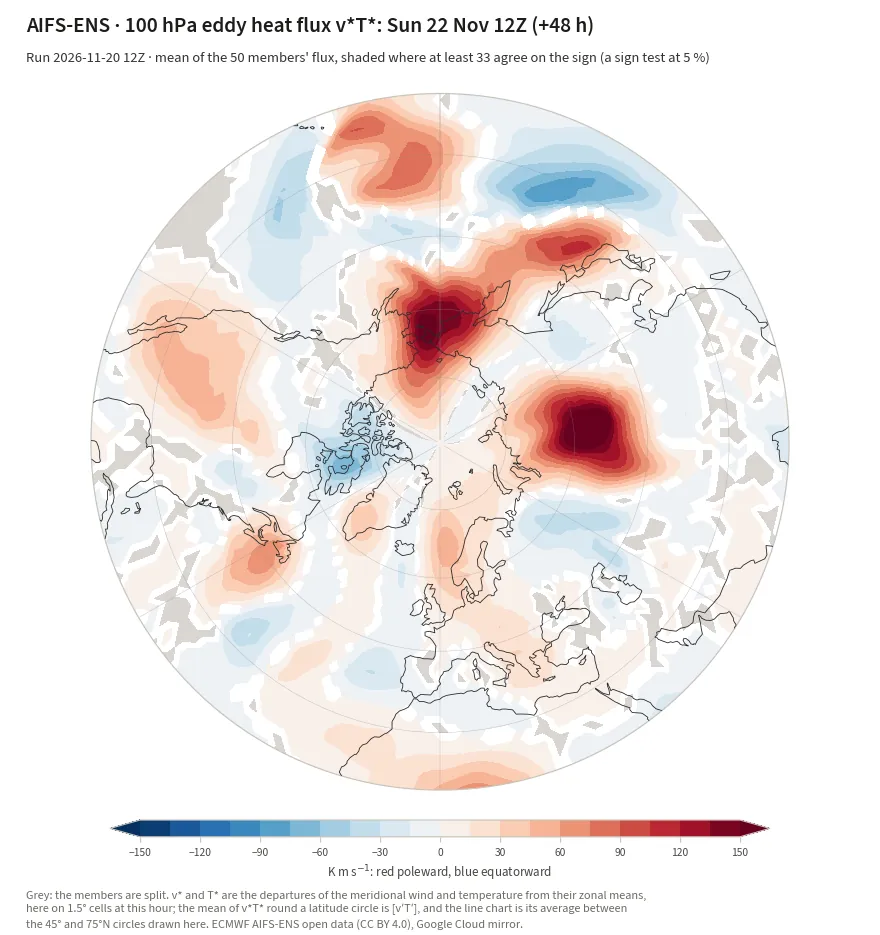 AIFS-ENS · 100 hPa eddy heat flux v*T*: Sun 22 Nov 12Z (+48 h)
Run 2026-11-20 12Z · mean of the 50 members' flux, shaded where at least 33 agree on the sign (a sign test at 5 %)
−150 −120 −90 −60 −30 0 30 60 90 120 150
K m s⁻¹: red poleward, blue equatorward
Grey: the members are split. v* and T* are the departures of the meridional wind and temperature from their zonal means,
here on 1.5° cells at this hour; the mean of v*T* round a latitude circle is [v′T′], and the line chart is its average between
the 45° and 75°N circles drawn here. ECMWF AIFS-ENS open data (CC BY 4.0), Google Cloud mirror.